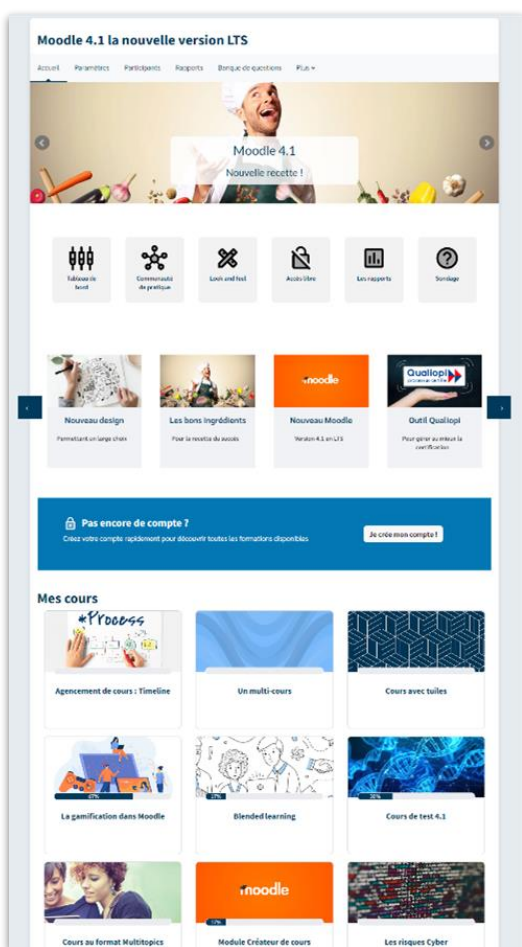 Moodle 4.1 la nouvelle version LTS
Accueil Paramètres Participants Rapports Banque de questions Plus
Moodle 4.1
Nouvelle recette !
Tableau de bord
Communauté de pratique
Look and feel
Accès libre
Les rapports
Sondage
moodle
Qualiopi
processus certifié
Nouveau design
Permettant un large choix
Les bons Ingrédients
Pour la recette du succès
Nouveau Moodle
Version 4.1 en LTS
Outil Qualiopi
Pour gérer au mieux la certification
Pas encore de compte ?
Créez votre compte rapidement pour découvrir toutes les formations disponibles
Je crée mon compte !
Mes cours
*Process
Agencement de cours : Timeline
Un multi-cours
Cours avec tuiles
67%
La gamification dans Moodle
27%
Blended learning
Cours de test 4.1
Cours au format Multitopics
moodle
17%
Module Créateur de cours
Les risques Cyber